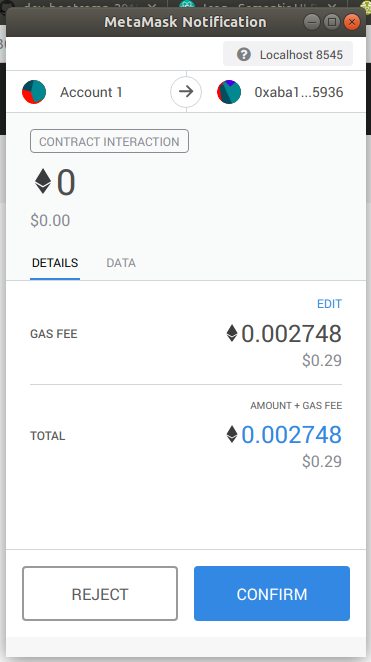 MetaMask Notification
Localhost 8545
Account 1
0xaba1...5936
CONTRACT INTERACTION
0
$0.00
DETAILS
DATA
EDIT
GAS FEE
0.002748
$0.29
AMOUNT + GAS FEE
TOTAL
0.002748
$0.29
REJECT
CONFIRM